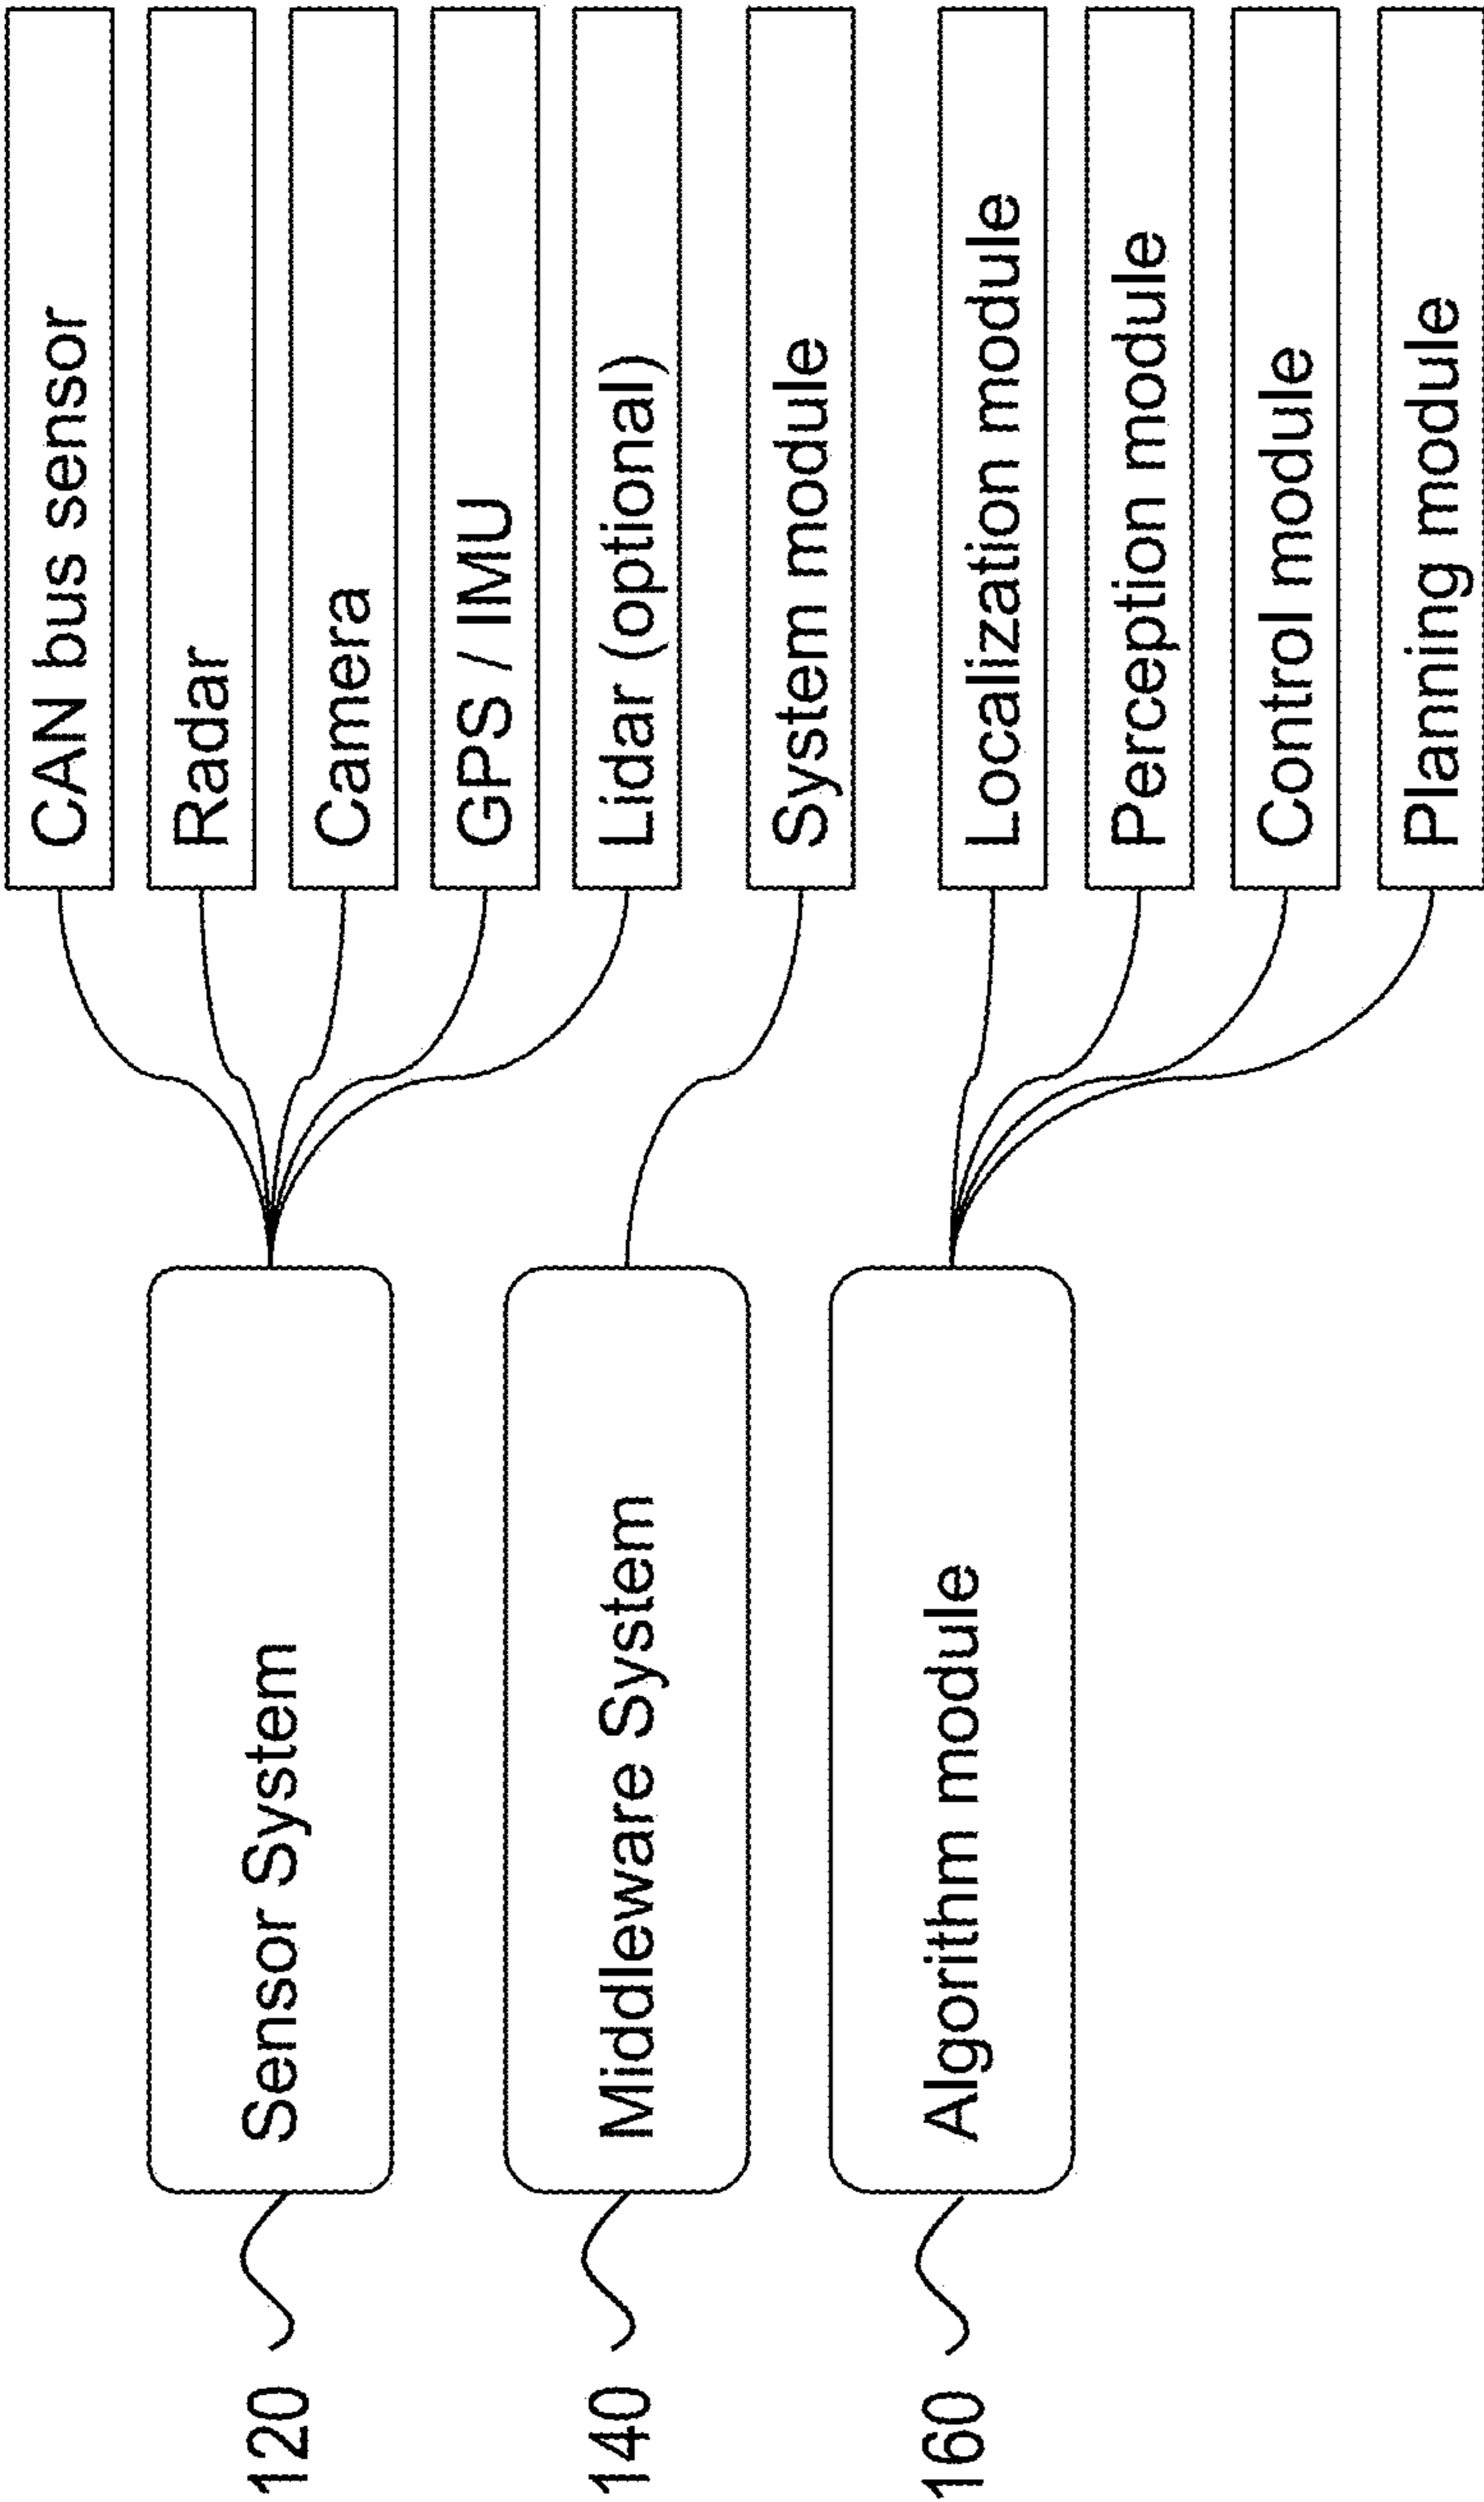 120
Sensor System
CAN bus sensor
Radar
Camera
GPS / IMU
Lidar (optional)
140
Middleware System
System module
160
Algorithm module
Localization module
Perception module
Control module
Planning module